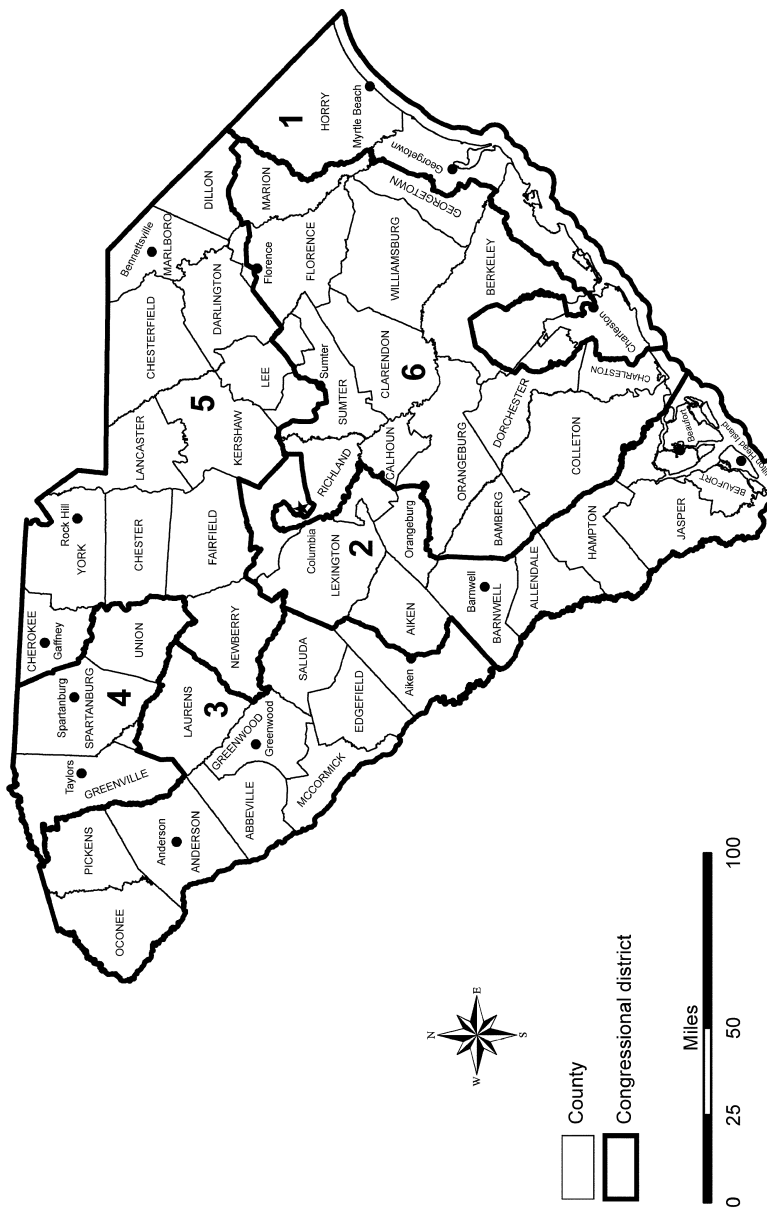 CHEROKEE
Gaffney
Spartanburg
SPARTANBURG
4
Taylors
GREENVILLE
PICKENS
OCONEE
Anderson
ANDERSON
UNION
Rock Hill
YORK
CHESTER
LANCASTER
CHESTERFIELD
Bennettsville
MARLBORO
DILLON
1
HORRY
Myrtle Beach
MARION
DARLINGTON
Florence
FLORENCE
5
KERSHAW
LEE
FAIRFIELD
NEWBERRY
LAURENS
3
GREENWOOD
Greenwood
ABBEVILLE
MCCORMICK
SALUDA
EDGEFIELD
Aiken
AIKEN
Columbia
LEXINGTON
2
RICHLAND
Sumter
SUMTER
CLARENDON
6
WILLIAMSBURG
Georgetown
GEORGETOWN
BERKELEY
CALHOUN
Orangeburg
ORANGEBURG
Barnwell
BARNWELL
BAMBERG
DORCHESTER
Charleston
CHARLESTON
COLLETON
ALLENDALE
HAMPTON
JASPER
Beaufort
BEAUFORT
Hilton Head Island
N
W
E
S
County
Congressional district
Miles
0
25
50
100